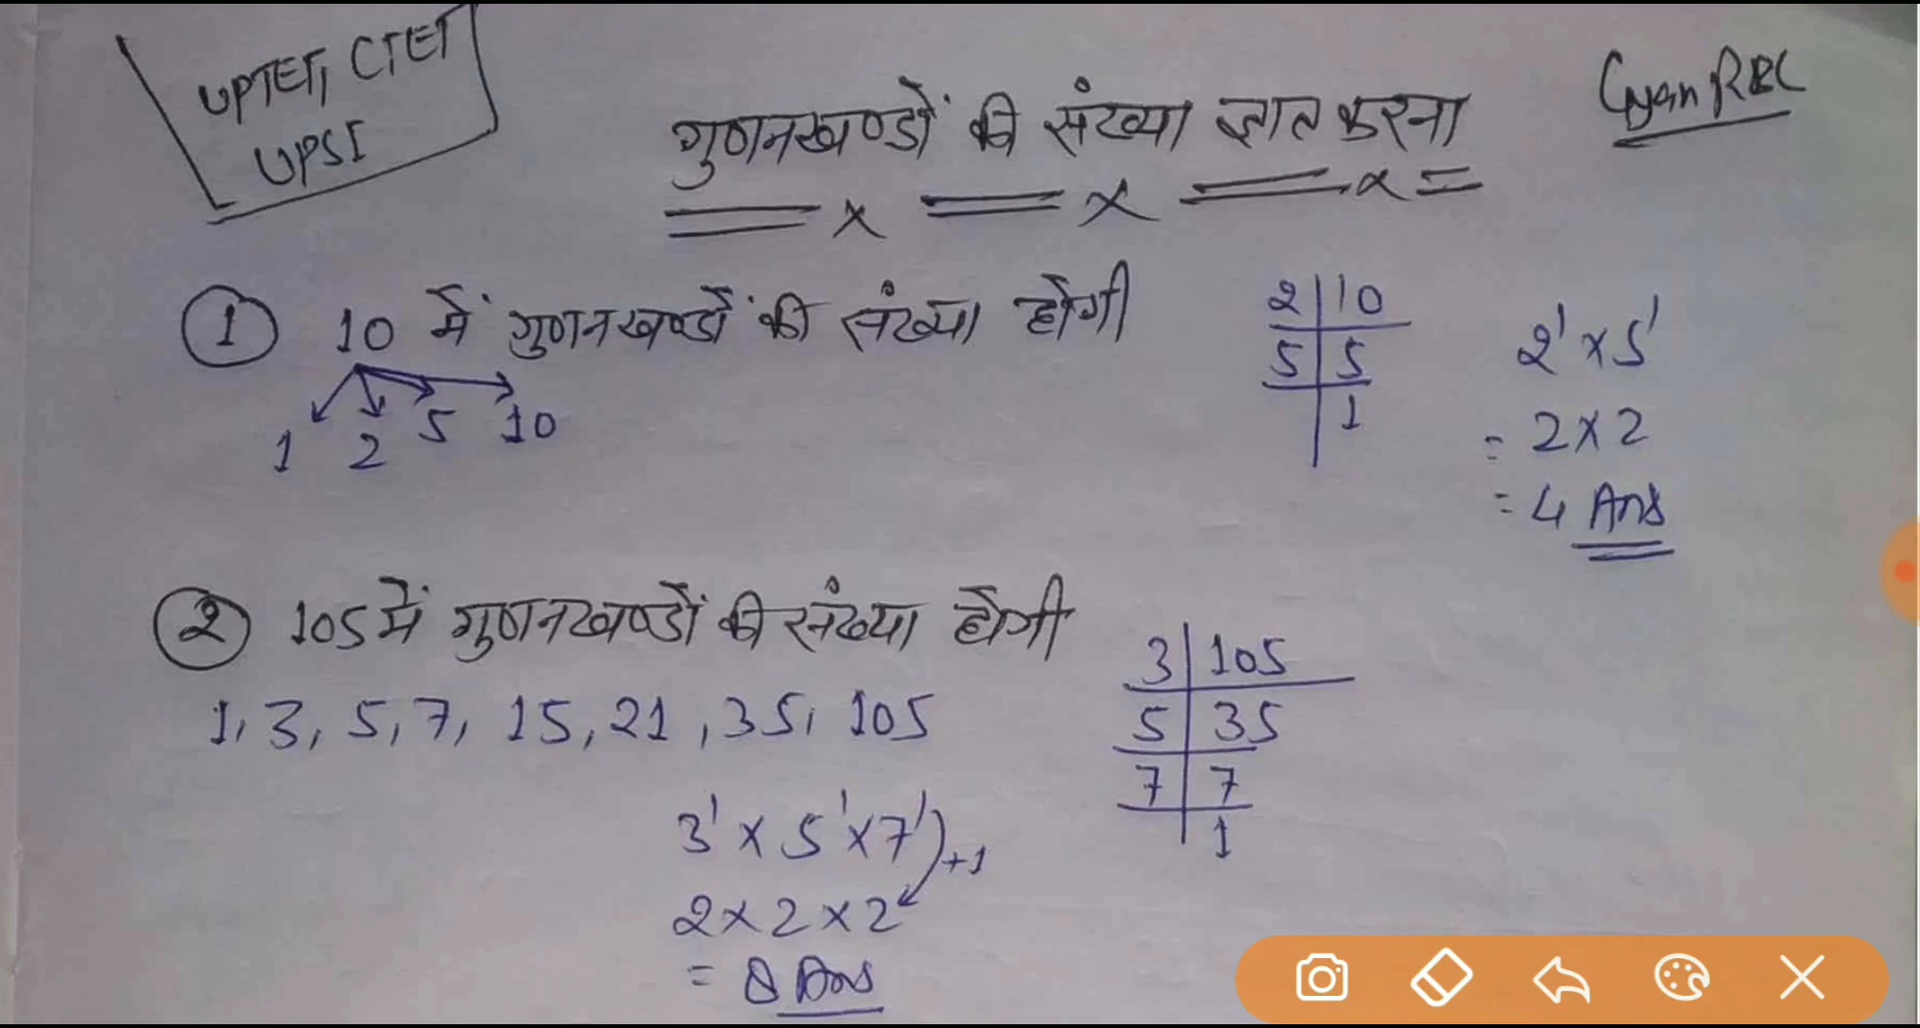 UPTET, CTET
UPSI
गुणनखण्डों की संख्या ज्ञात करना
= x = x = x =
① 10 में गुणनखण्डों की संख्या होगी
1 2 5 10
2 | 10
5 | 5
1
2¹ x 5¹
= 2 x 2
= 4 Ans
② 105 में गुणनखण्डों की संख्या होगी
1, 3, 5, 7, 15, 21, 35, 105
3 | 105
5 | 35
7 | 7
1
3¹ x 5¹ x 7¹ ) +1
2 x 2 x 2
= 8 Ans